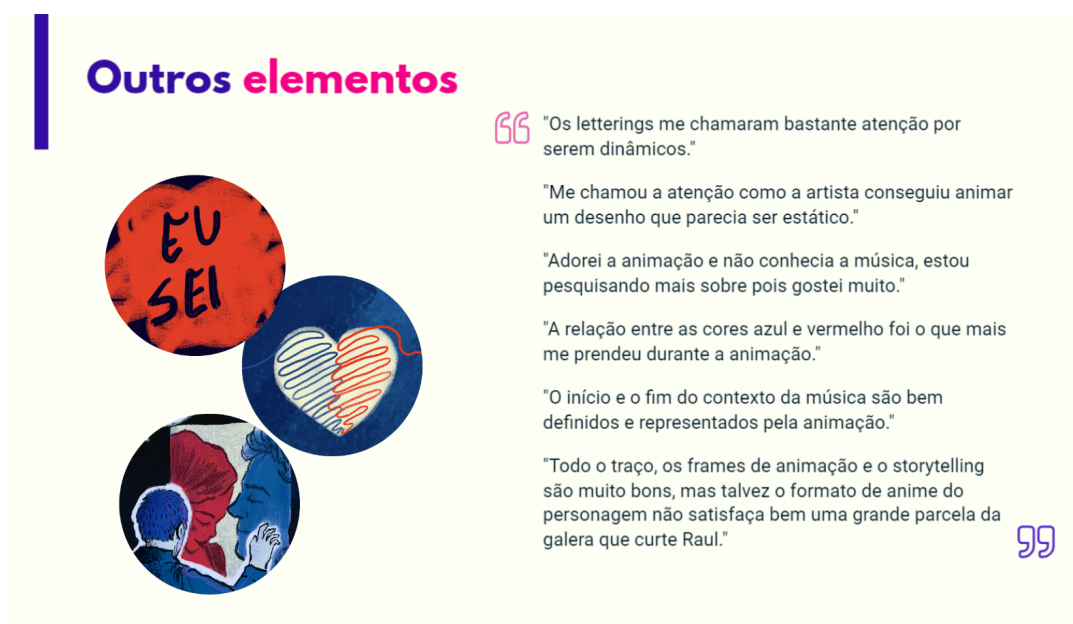 Outros elementos
"Os letterings me chamaram bastante atenção por
serem dinâmicos."
"Me chamou a atenção como a artista conseguiu animar
um desenho que parecia ser estático."
"Adorei a animação e não conhecia a música, estou
pesquisando mais sobre pois gostei muito."
"A relação entre as cores azul e vermelho foi o que mais
me prendeu durante a animação."
"O início e o fim do contexto da música são bem
definidos e representados pela animação."
"Todo o traço, os frames de animação e o storytelling
são muito bons, mas talvez o formato de anime do
personagem não satisfaça bem uma grande parcela da
galera que curte Raul."
EU
SEI